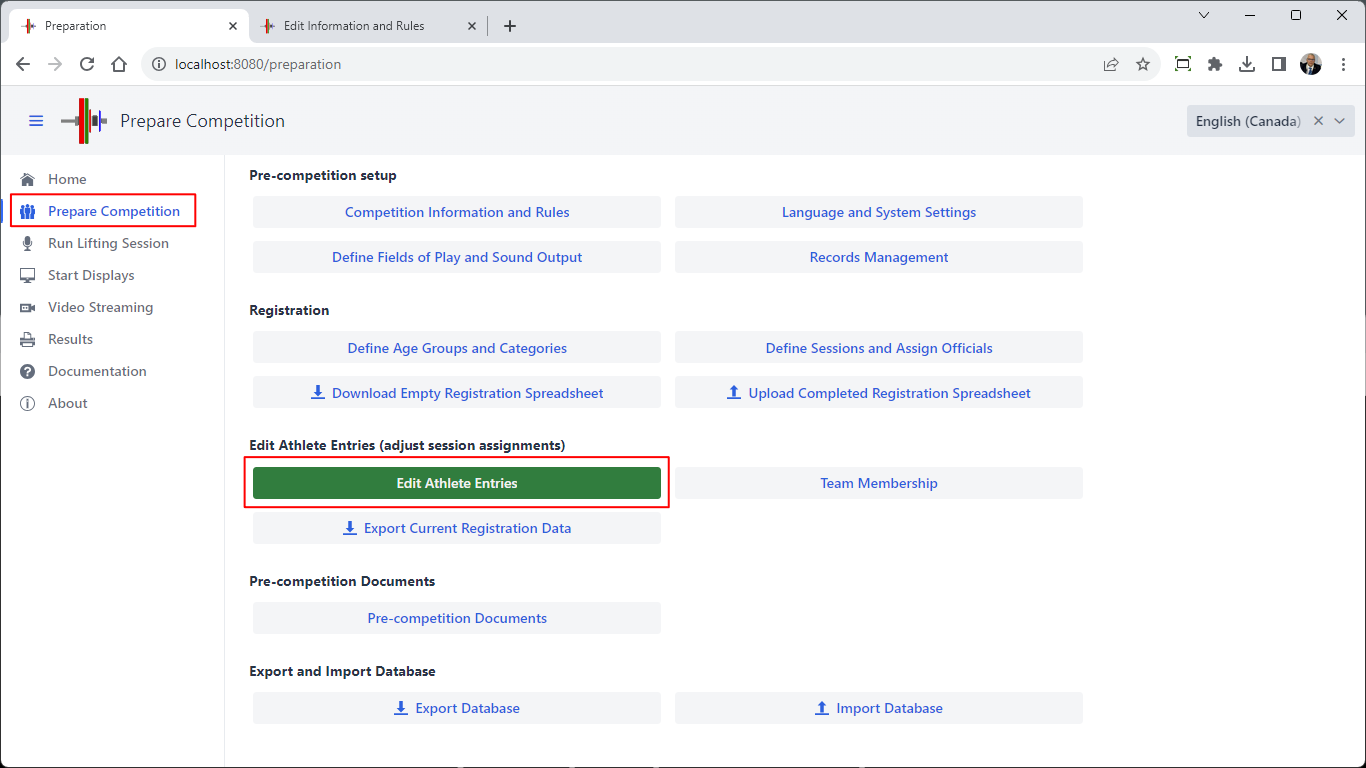 Preparation
Edit Information and Rules
localhost:8080/preparation
Prepare Competition
English (Canada)
Home
Prepare Competition
Run Lifting Session
Start Displays
Video Streaming
Results
Documentation
About
Pre-competition setup
Competition Information and Rules
Language and System Settings
Define Fields of Play and Sound Output
Records Management
Registration
Define Age Groups and Categories
Define Sessions and Assign Officials
Download Empty Registration Spreadsheet
Upload Completed Registration Spreadsheet
Edit Athlete Entries (adjust session assignments)
Edit Athlete Entries
Team Membership
Export Current Registration Data
Pre-competition Documents
Pre-competition Documents
Export and Import Database
Export Database
Import Database